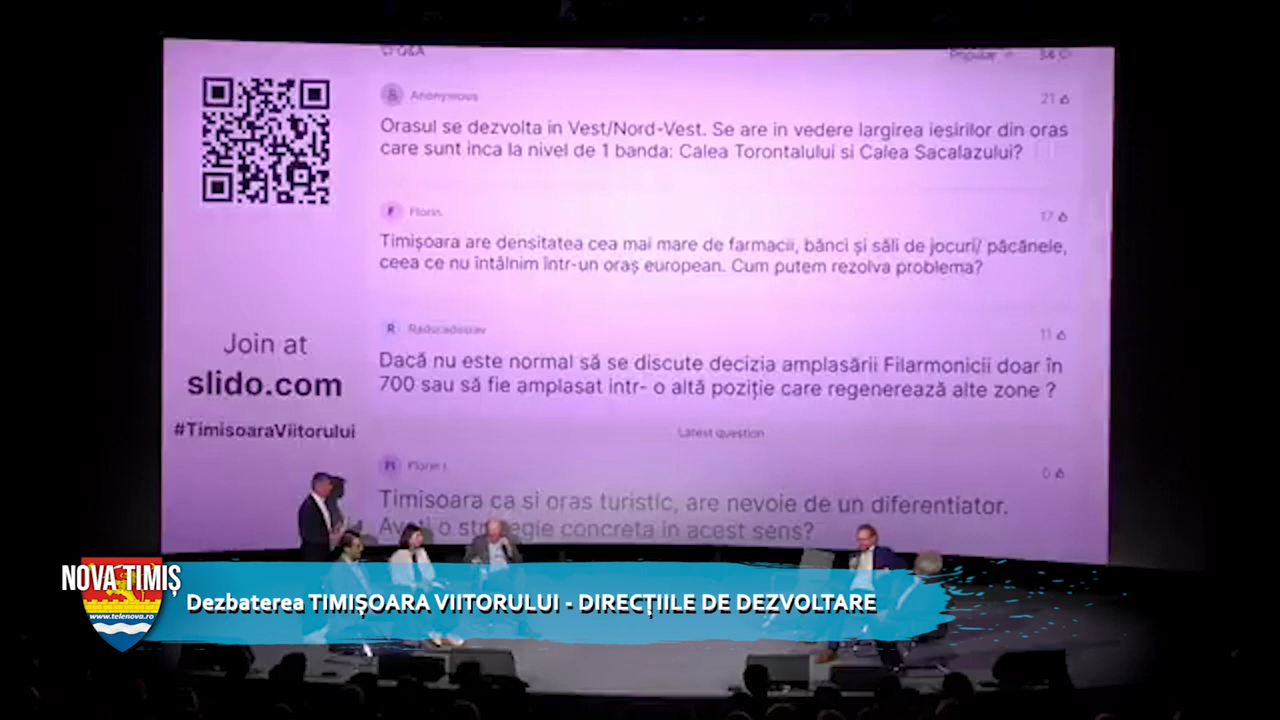 Q&A
Popular
Anonymous
21
Orasul se dezvolta in Vest/Nord-Vest. Se are in vedere largirea iesirilor din oras
care sunt inca la nivel de 1 banda: Calea Torontalului si Calea Sacalazului?
F Florin
17
Timișoara are densitatea cea mai mare de farmacii, bănci și săli de jocuri/ păcănele,
ceea ce nu întâlnim într-un oraș european. Cum putem rezolva problema?
R
11
Dacă nu este normal să se discute decizia amplasării Filarmonicii doar în
700 sau să fie amplasat intr- o altă poziție care regenerează alte zone ?
Latest question
0
Timisoara ca si oras turistic, are nevoie de un diferentiator.
Aveti o strategie concreta in acest sens?
Join at
slido.com
#TimisoaraViitorului
NOVA TIMIȘ
www.telenova.ro
Dezbaterea TIMIȘOARA VIITORULUI - DIRECȚIILE DE DEZVOLTARE